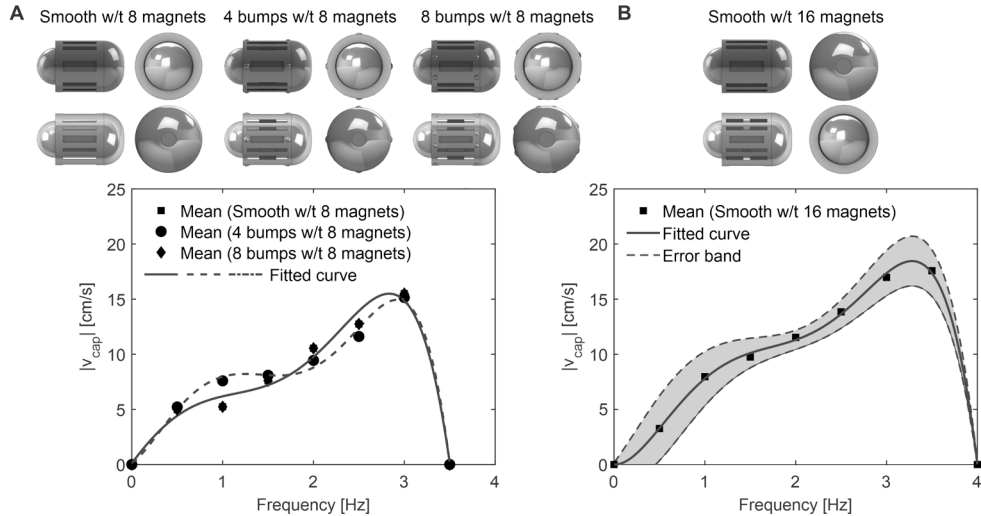 A
Smooth w/t 8 magnets
4 bumps w/t 8 magnets
8 bumps w/t 8 magnets
25
20
15
10
5
0
|v_cap| [cm/s]
Mean (Smooth w/t 8 magnets)
Mean (4 bumps w/t 8 magnets)
Mean (8 bumps w/t 8 magnets)
Fitted curve
0 1 2 3 4
Frequency [Hz]
B
Smooth w/t 16 magnets
25
20
15
10
5
0
|v_cap| [cm/s]
Mean (Smooth w/t 16 magnets)
Fitted curve
Error band
0 1 2 3 4
Frequency [Hz]